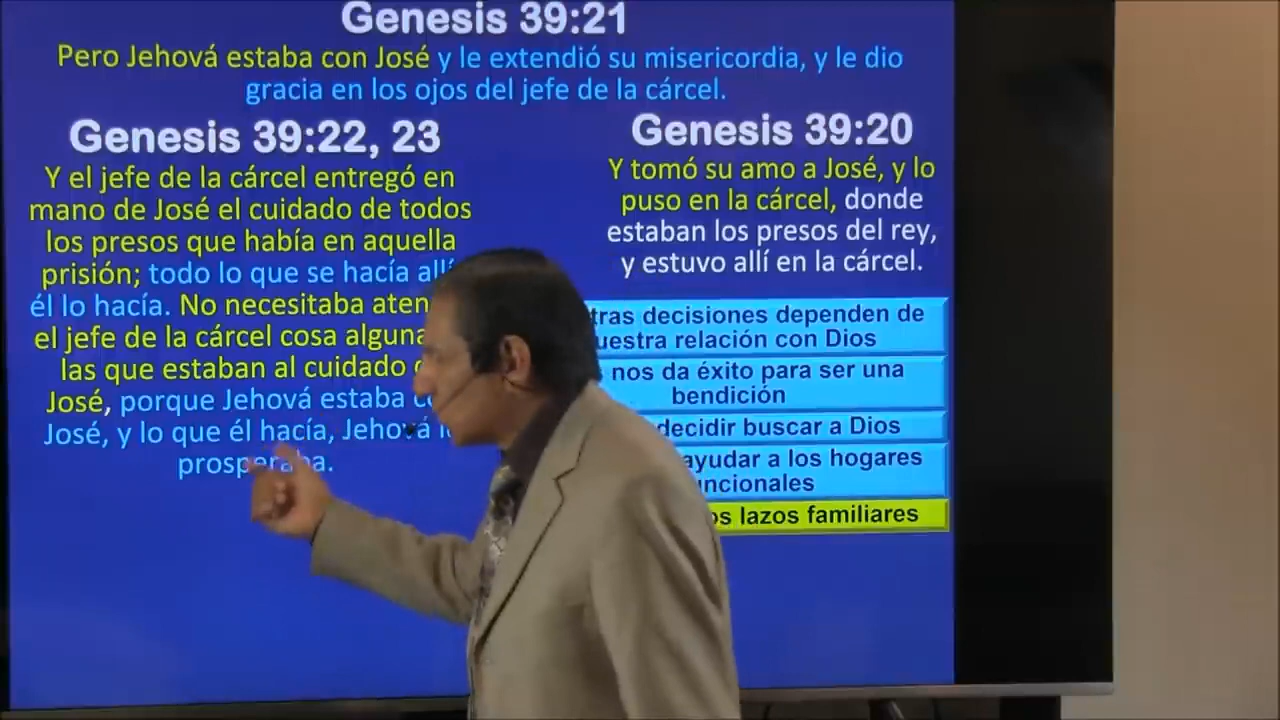 Genesis 39:21
Pero Jehová estaba con José y le extendió su misericordia, y le dio
gracia en los ojos del jefe de la cárcel.
Genesis 39:22, 23
Y el jefe de la cárcel entregó en
mano de José el cuidado de todos
los presos que había en aquella
prisión; todo lo que se hacía allí
él lo hacía. No necesitaba
el jefe de la cárcel cosa alguna
las que estaban al cuidado
José, porque Jehová estaba
José, y lo que él hacía, Jehová
prosperaba.
Genesis 39:20
Y tomó su amo a José, y lo
puso en la cárcel, donde
estaban los presos del rey,
y estuvo allí en la cárcel.
decisiones dependen de
relación con Dios
nos da éxito para ser una
bendición
decidir buscar a Dios
ayudar a los hogares
lazos familiares